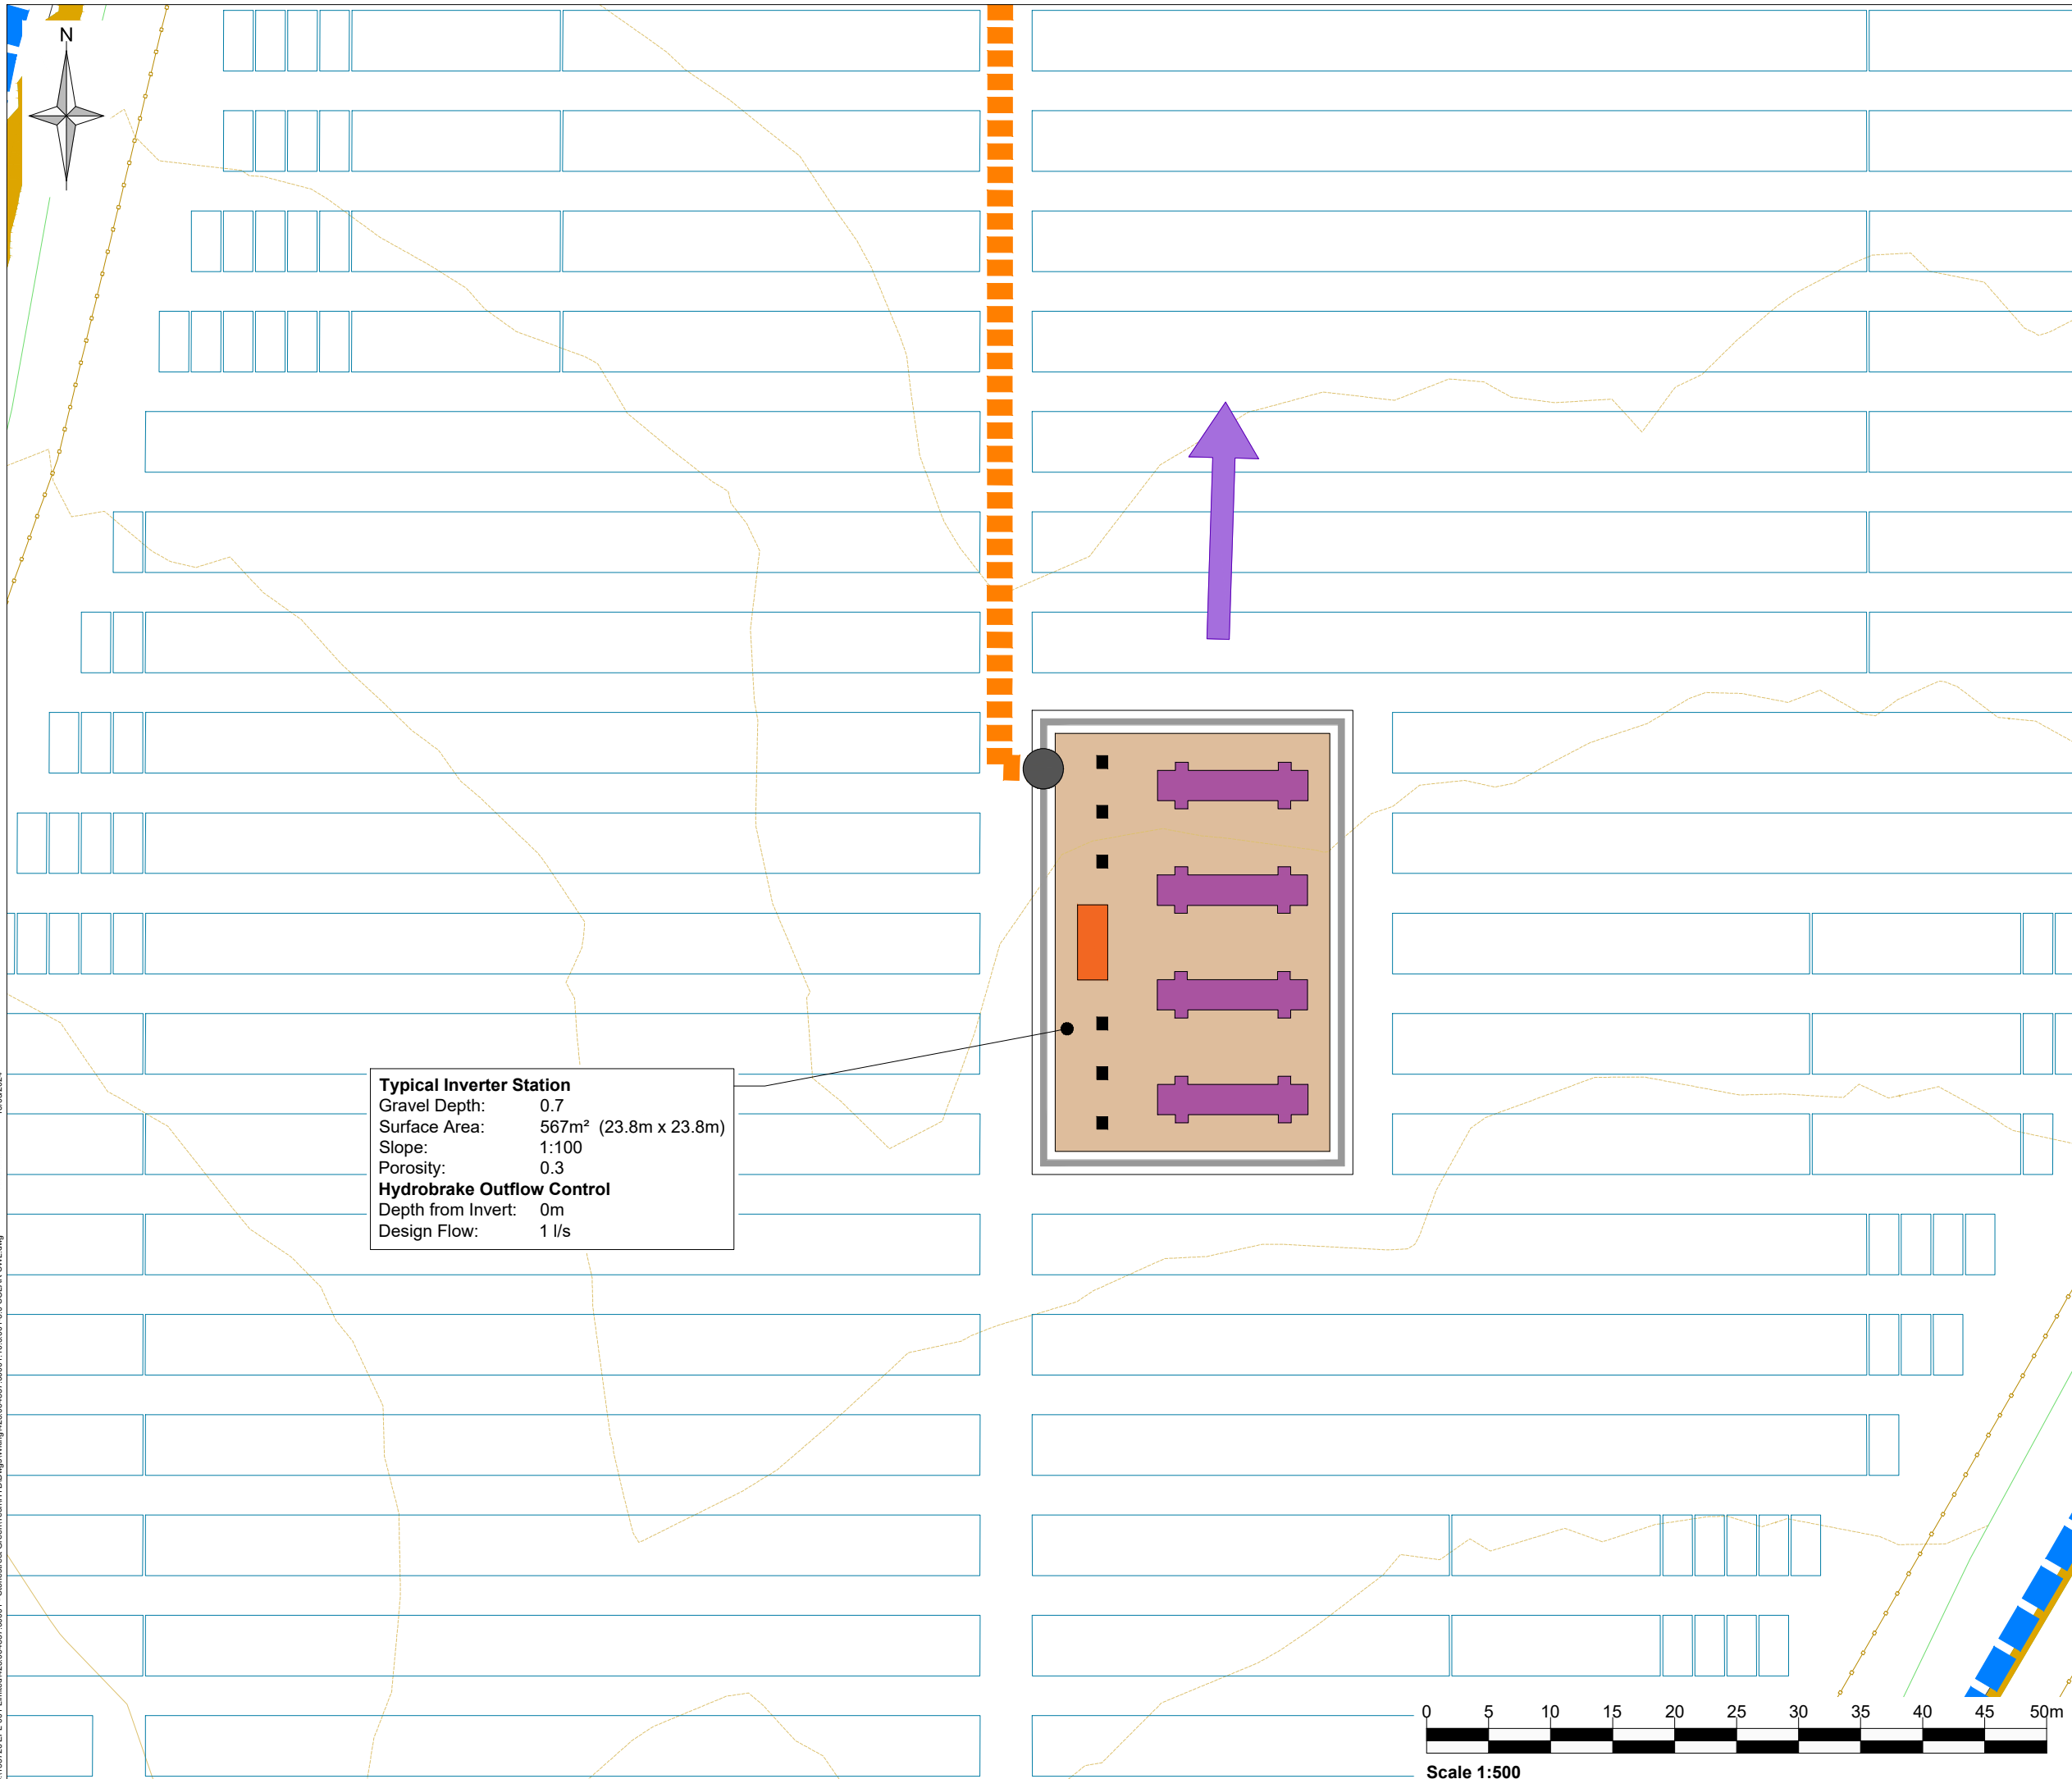 N
Typical Inverter Station
Gravel Depth: 0.7
Surface Area: 567m² (23.8m x 23.8m)
Slope: 1:100
Porosity: 0.3
Hydrobrake Outflow Control
Depth from Invert: 0m
Design Flow: 1 l/s
0 5 10 15 20 25 30 35 40 45 50m
Scale 1:500